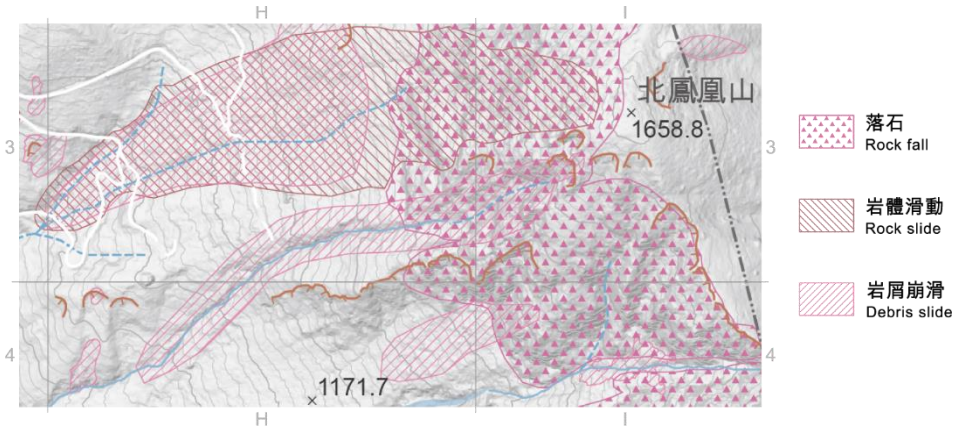 H
I
北鳳凰山
1658.8
3
3
落石
Rock fall
岩體滑動
Rock slide
岩屑崩滑
Debris slide
4
4
1171.7
H
I